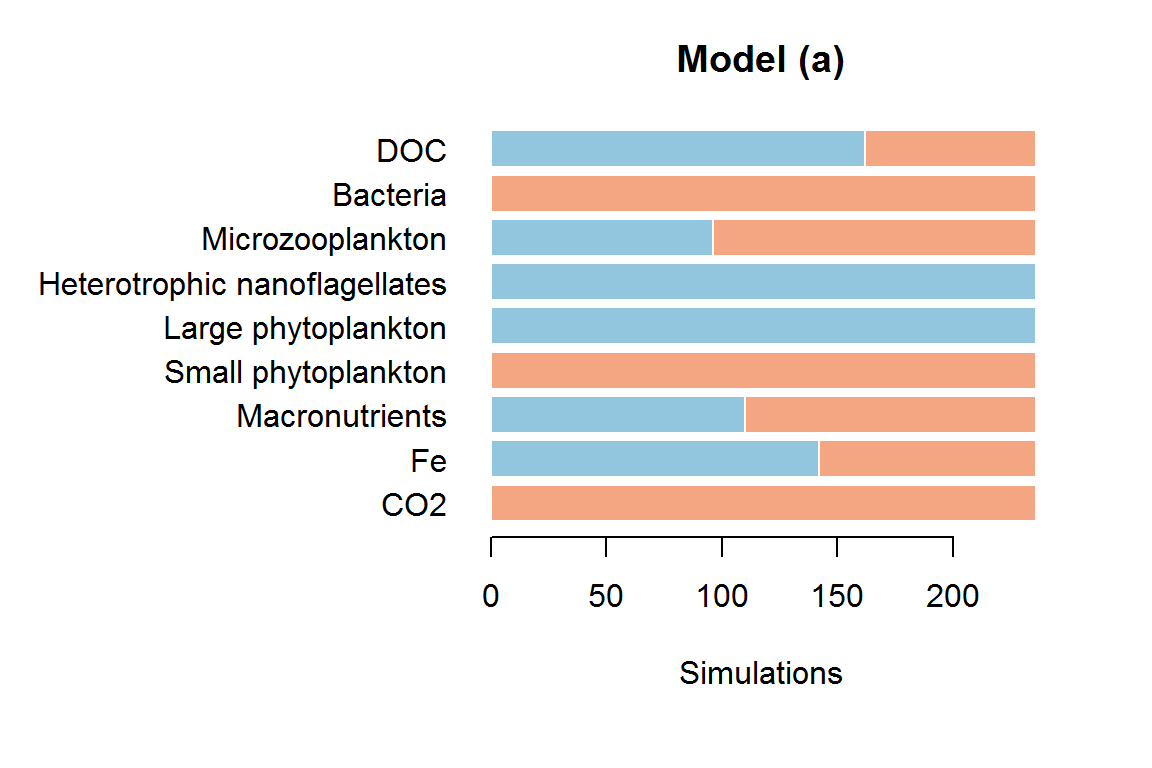 Model (a)
DOC
Bacteria
Microzooplankton
Heterotrophic nanoflagellates
Large phytoplankton
Small phytoplankton
Macronutrients
Fe
CO2
0 50 100 150 200
Simulations